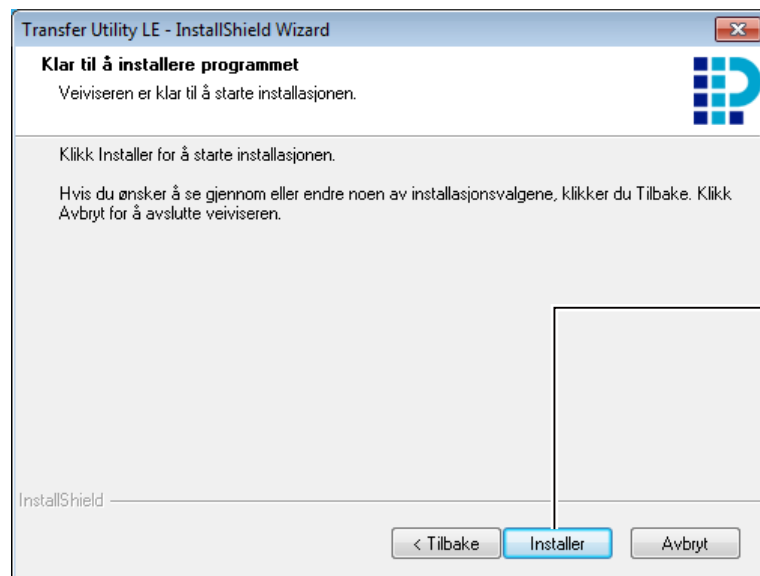 Transfer Utility LE - InstallShield Wizard
Klar til å installere programmet
Veiviseren er klar til å starte installasjonen.
Klikk Installer for å starte installasjonen.
Hvis du ønsker å se gjennom eller endre noen av installasjonsvalgene, klikker du Tilbake. Klikk
Avbryt for å avslutte veiviseren.
InstallShield
< Tilbake
Installer
Avbryt